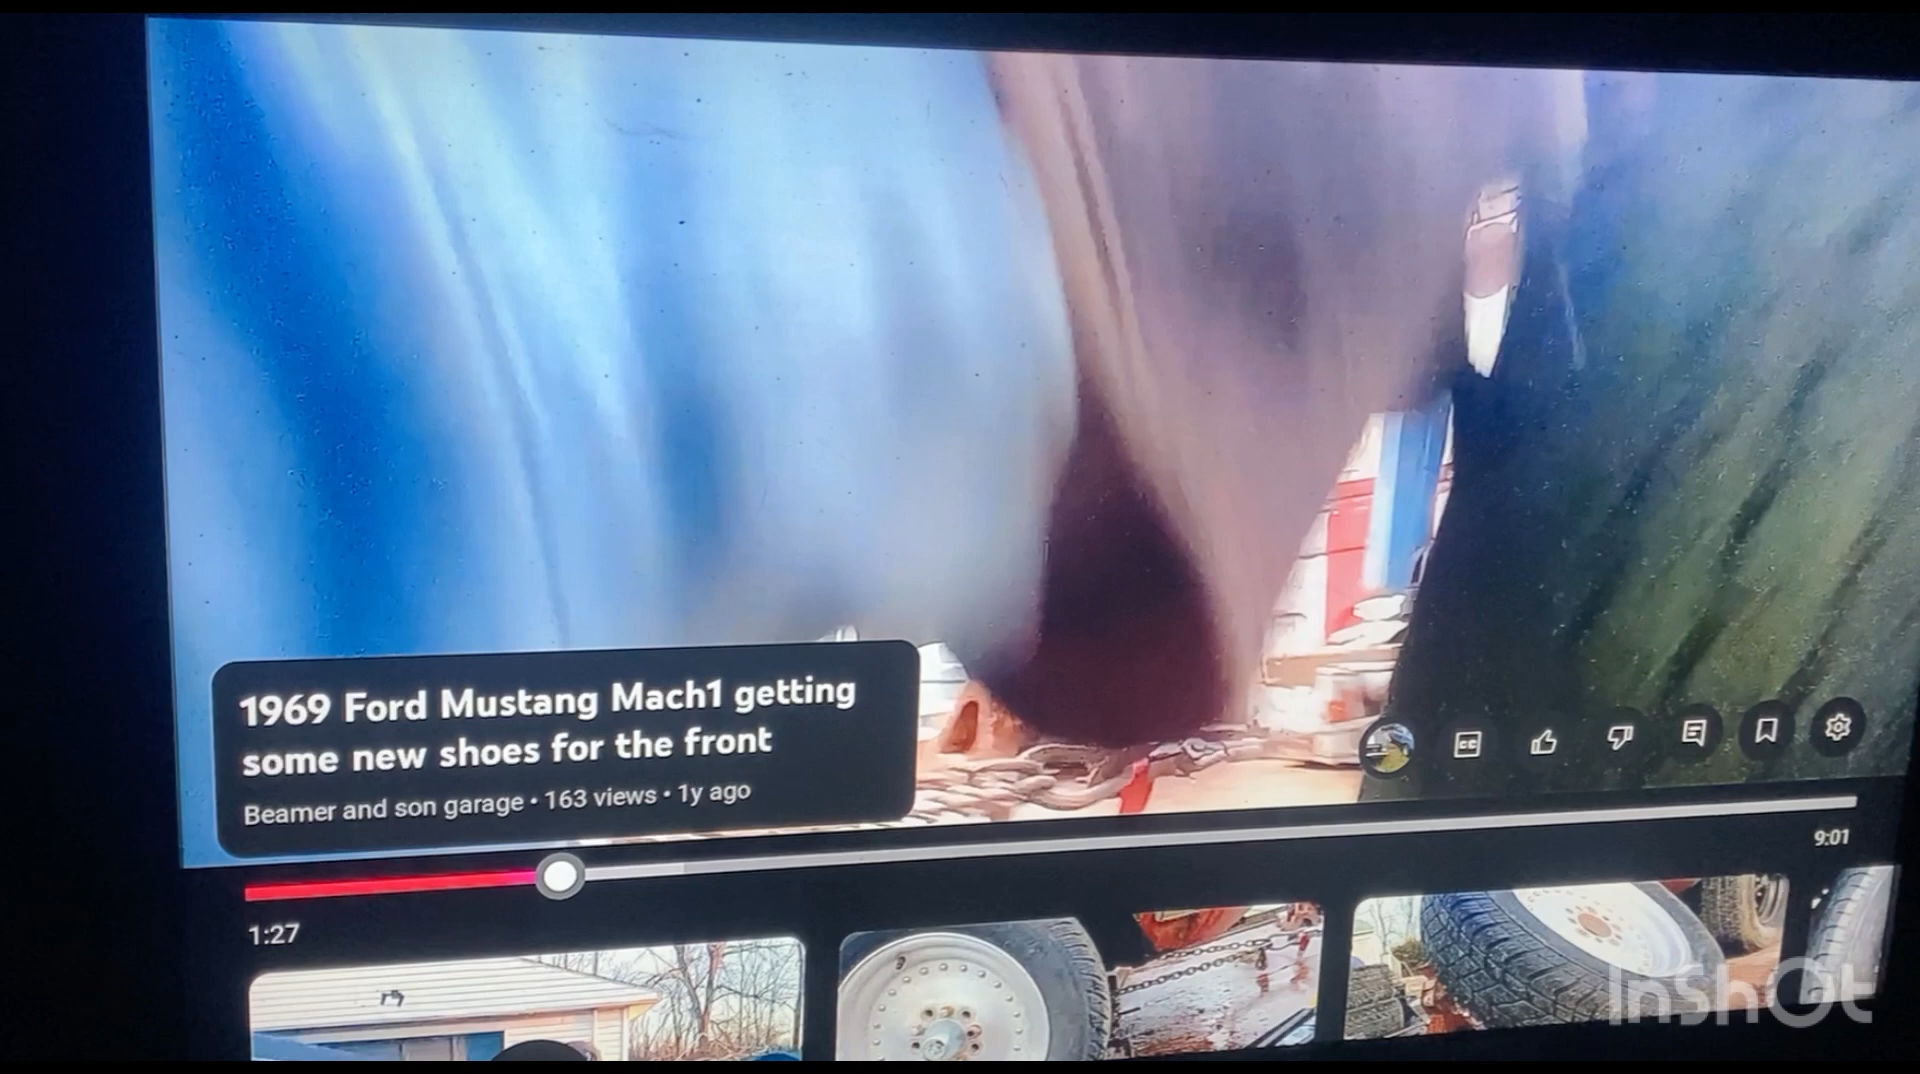 1969 Ford Mustang Mach1 getting
some new shoes for the front
Beamer and son garage • 163 views • 1y ago
CC
9:01
1:27
InShOt